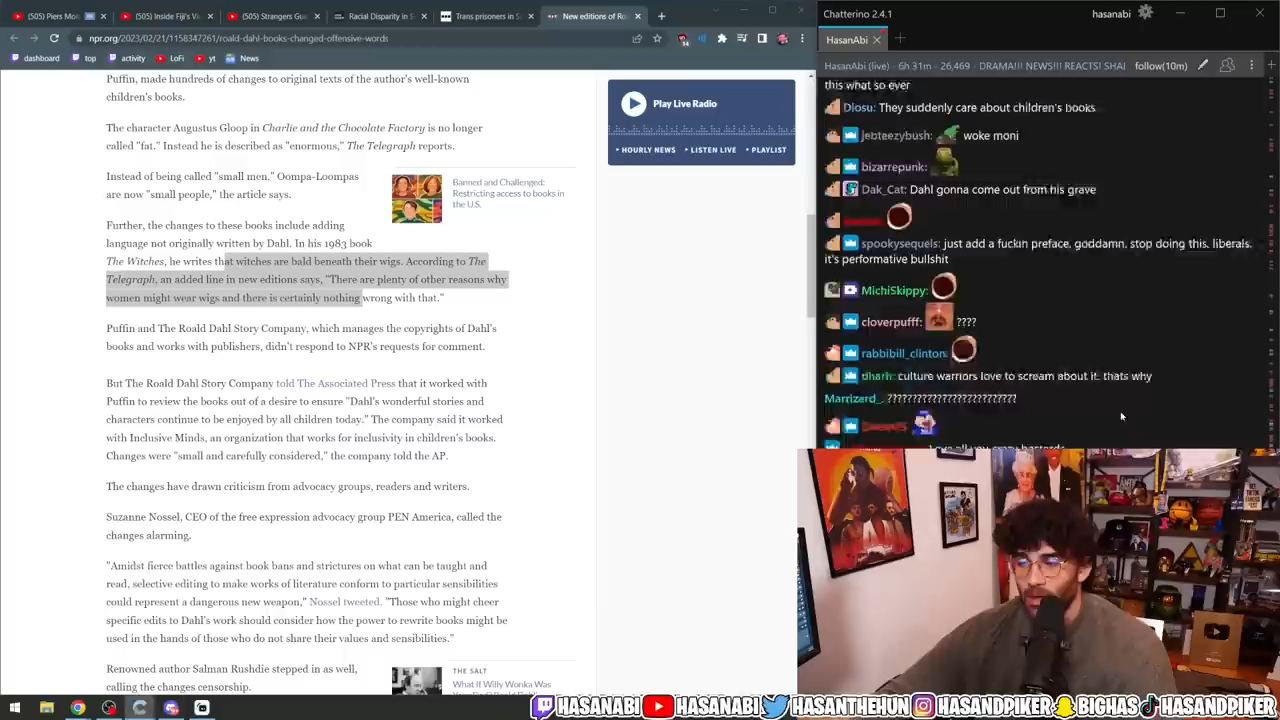 (505) Piers Mor
(505) Inside Fiji's V
(505) Strangers Gue
Racial Disparity in S
Trans prisoners in S
New editions of Ro
npr.org/2023/02/21/1158347261/roald-dahl-books-changed-offensive-words
dashboard
top
activity
LoFi
yt
News
Puffin, made hundreds of changes to original texts of the author's well-known
children's books.
The character Augustus Gloop in Charlie and the Chocolate Factory is no longer
called "fat." Instead he is described as "enormous," The Telegraph reports.
Instead of being called "small men," Oompa-Loompas
are now "small people," the article says.
Banned and Challenged:
Restricting access to books in
the U.S.
Further, the changes to these books include adding
language not originally written by Dahl. In his 1983 book
The Witches, he writes that witches are bald beneath their wigs. According to The
Telegraph, an added line in new editions says, "There are plenty of other reasons why
women might wear wigs and there is certainly nothing wrong with that."
Puffin and The Roald Dahl Story Company, which manages the copyrights of Dahl's
books and works with publishers, didn't respond to NPR's requests for comment.
But The Roald Dahl Story Company told The Associated Press that it worked with
Puffin to review the books out of a desire to ensure "Dahl's wonderful stories and
characters continue to be enjoyed by all children today." The company said it worked
with Inclusive Minds, an organization that works for inclusivity in children's books.
Changes were "small and carefully considered," the company told the AP.
The changes have drawn criticism from advocacy groups, readers and writers.
Suzanne Nossel, CEO of the free expression advocacy group PEN America, called the
changes alarming.
"Amidst fierce battles against book bans and strictures on what can be taught and
read, selective editing to make works of literature conform to particular sensibilities
could represent a dangerous new weapon," Nossel tweeted. "Those who might cheer
specific edits to Dahl's work should consider how the power to rewrite books might be
used in the hands of those who do not share their values and sensibilities."
Renowned author Salman Rushdie stepped in as well,
calling the changes censorship.
THE SALT
What If Willy Wonka Was
Play Live Radio
HOURLY NEWS
LISTEN LIVE
PLAYLIST
Chatterino 2.4.1
hasanabi
HasanAbi
HasanAbi (live) - 6h 31m - 26,469 - DRAMA!!! NEWS!!! REACTS! SHAI
follow(10m)
this what so ever
Dlosu: They suddenly care about children's books
Jebteezybush: woke moni
bizarrepunk:
Dak_Cat: Dahl gonna come out from his grave
spookysequels: just add a fuckin preface. goddamn. stop doing this. liberals.
it's performative bullshit
MichiSkippy:
cloverpufff: ????
rabbibill_clinton:
dharh: culture warriors love to scream about it thats why
Marrizerd_: ?????????????????????????
HASANABI
HASANABI
HASANTHEHUN
HASANDPIKER
BIGHAS
HASANDPIKER